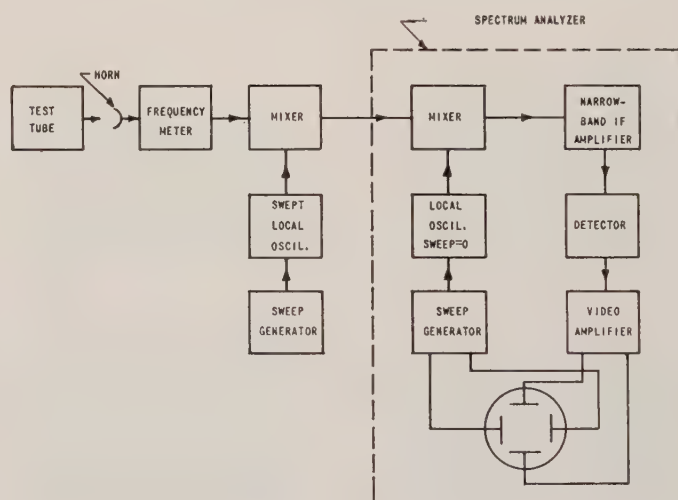 SPECTRUM ANALYZER
HORN
TEST
TUBE
FREQUENCY
METER
MIXER
MIXER
NARROW-
BAND IF
AMPLIFIER
SWEPT
LOCAL
OSCIL.
LOCAL
OSCIL.
SWEEP=0
DETECTOR
SWEEP
GENERATOR
SWEEP
GENERATOR
VIDEO
AMPLIFIER